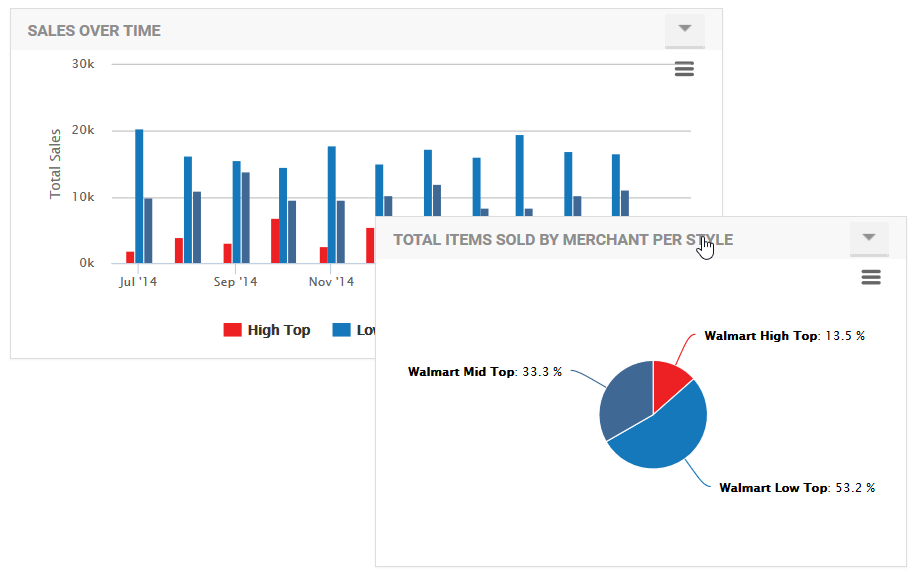 SALES OVER TIME
30k
20k
10k
0k
Total Sales
Jul '14
Sep '14
Nov '14
High Top
TOTAL ITEMS SOLD BY MERCHANT PER STYLE
Walmart High Top: 13.5 %
Walmart Mid Top: 33.3 %
Walmart Low Top: 53.2 %